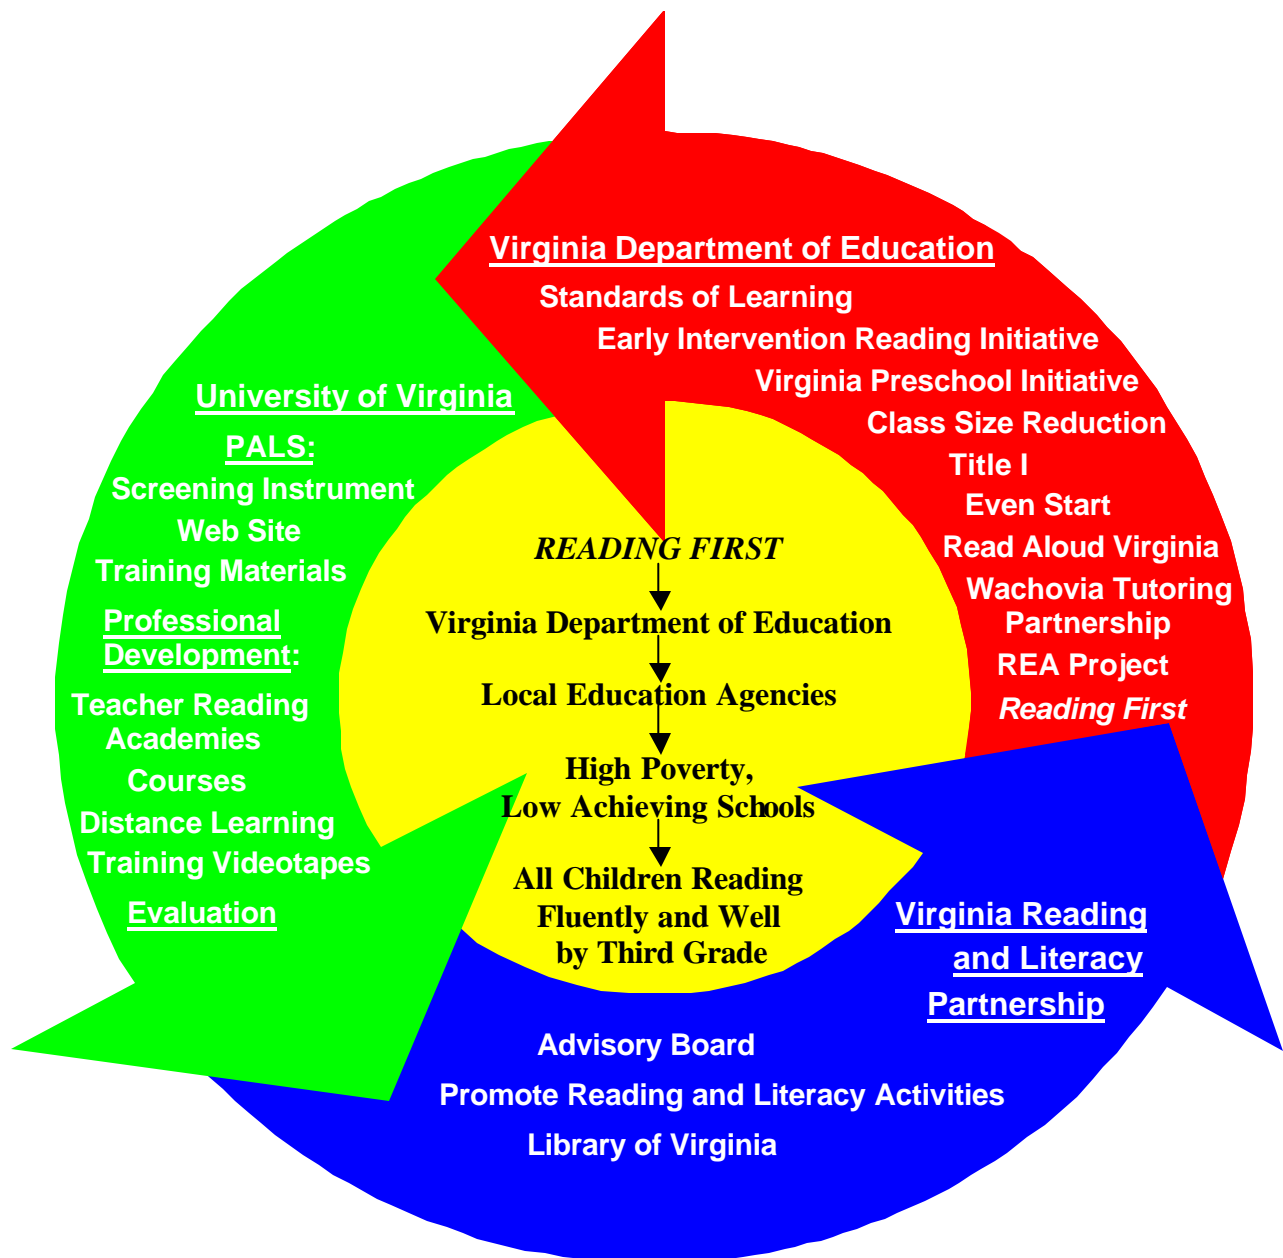 Virginia Department of Education
Standards of Learning
Early Intervention Reading Initiative
Virginia Preschool Initiative
Class Size Reduction
Title I
Even Start
Read Aloud Virginia
Wachovia Tutoring
Partnership
REA Project
Reading First
University of Virginia
PALS:
Screening Instrument
Web Site
Training Materials
Professional
Development:
Teacher Reading
Academies
Courses
Distance Learning
Training Videotapes
Evaluation
READING FIRST
Virginia Department of Education
Local Education Agencies
High Poverty,
Low Achieving Schools
All Children Reading
Fluently and Well
by Third Grade
Virginia Reading
and Literacy
Partnership
Advisory Board
Promote Reading and Literacy Activities
Library of Virginia